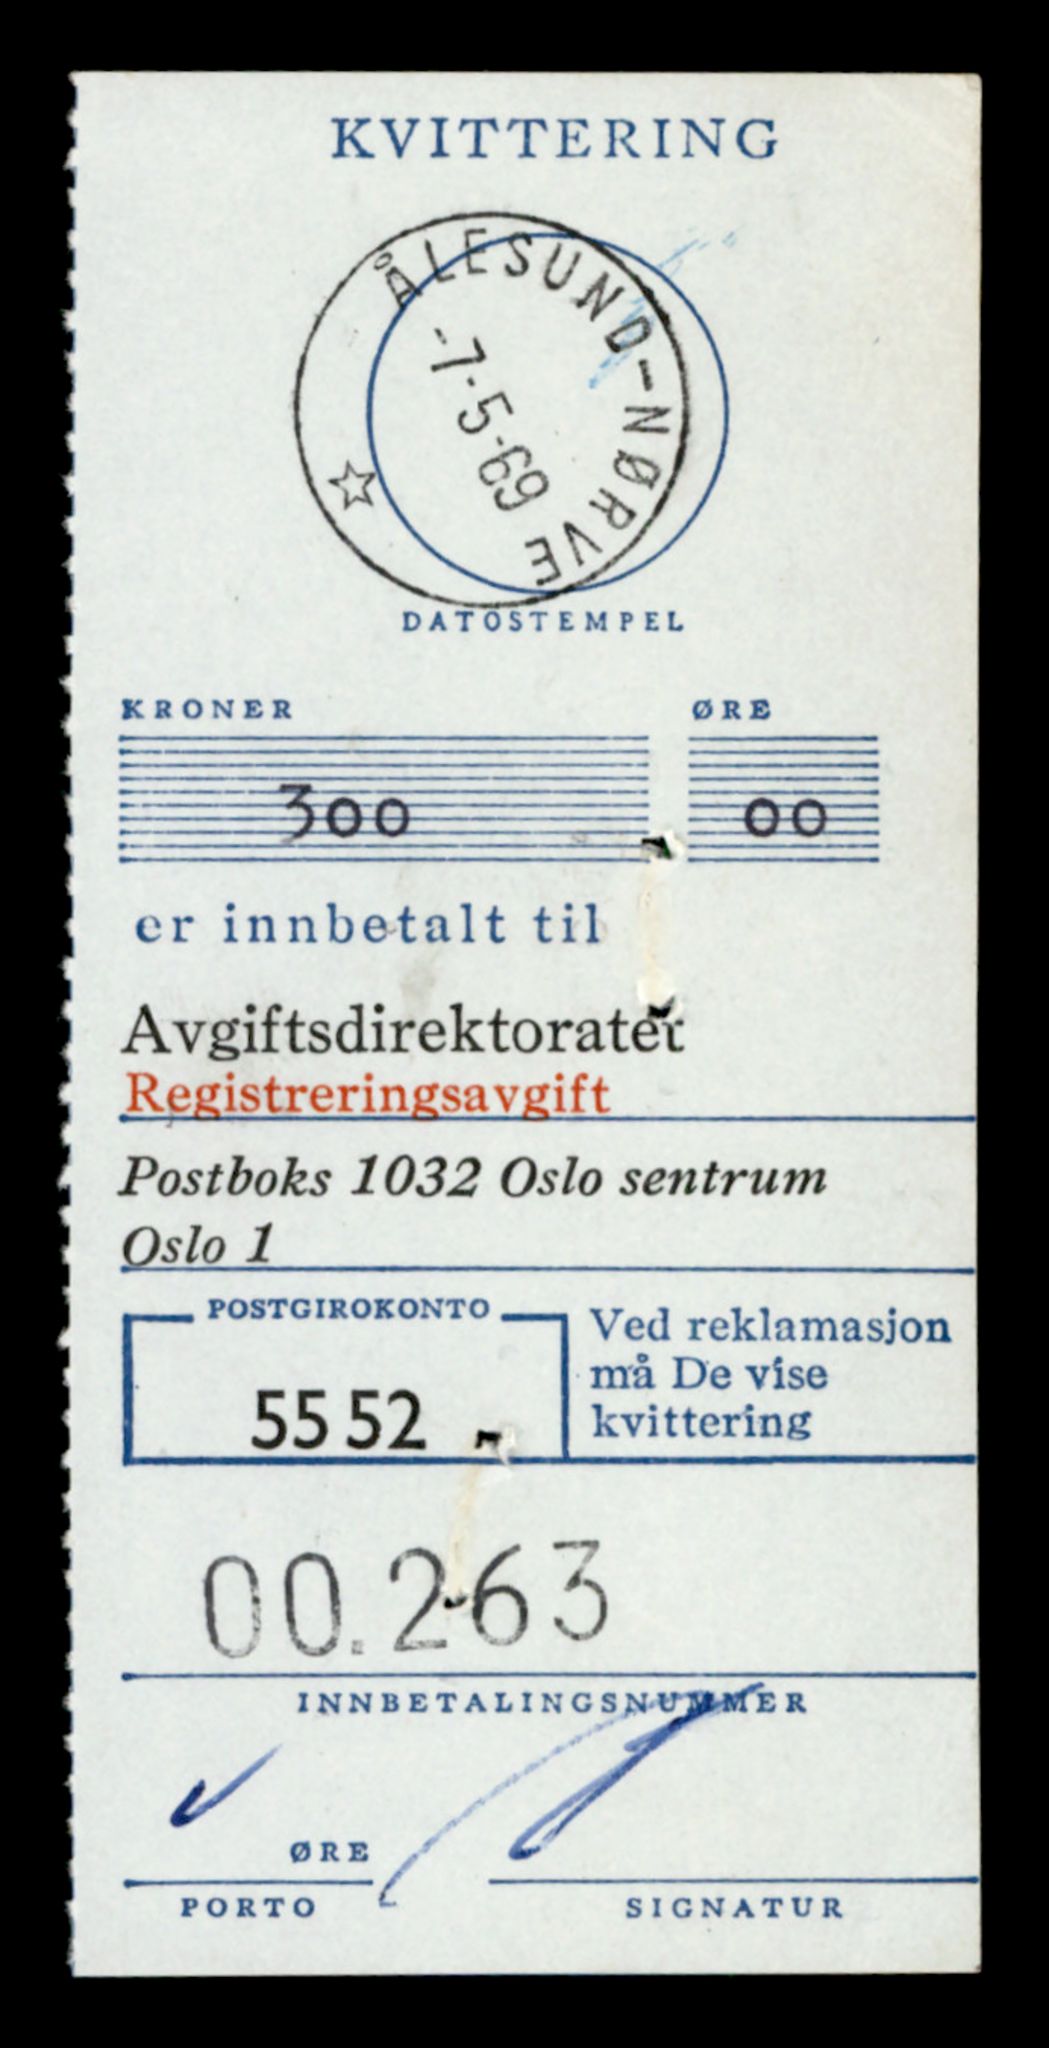 KVITTERING
ÅLESUND-NØRVE
-7-5-69
DATOSTEMPEL
KRONER ØRE
300 00
er innbetalt til
Avgiftsdirektoratet
Registreringsavgift
Postboks 1032 Oslo sentrum
Oslo 1
POSTGIROKONTO
55 52
Ved reklamasjon
må De vise
kvittering
00.263
INNBETALINGSNUMMER
ØRE
PORTO SIGNATUR